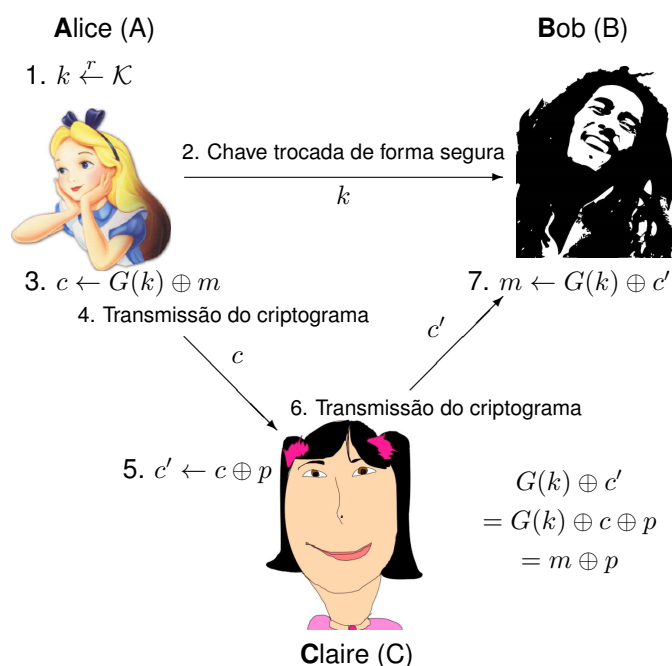 Alice (A)
Bob (B)
1. k ←r 𝒦
2. Chave trocada de forma segura
k
3. c ← G(k) ⊕ m
7. m ← G(k) ⊕ c′
4. Transmissão do criptograma
c
c′
6. Transmissão do criptograma
5. c′ ← c ⊕ p
G(k) ⊕ c′
= G(k) ⊕ c ⊕ p
= m ⊕ p
Claire (C)